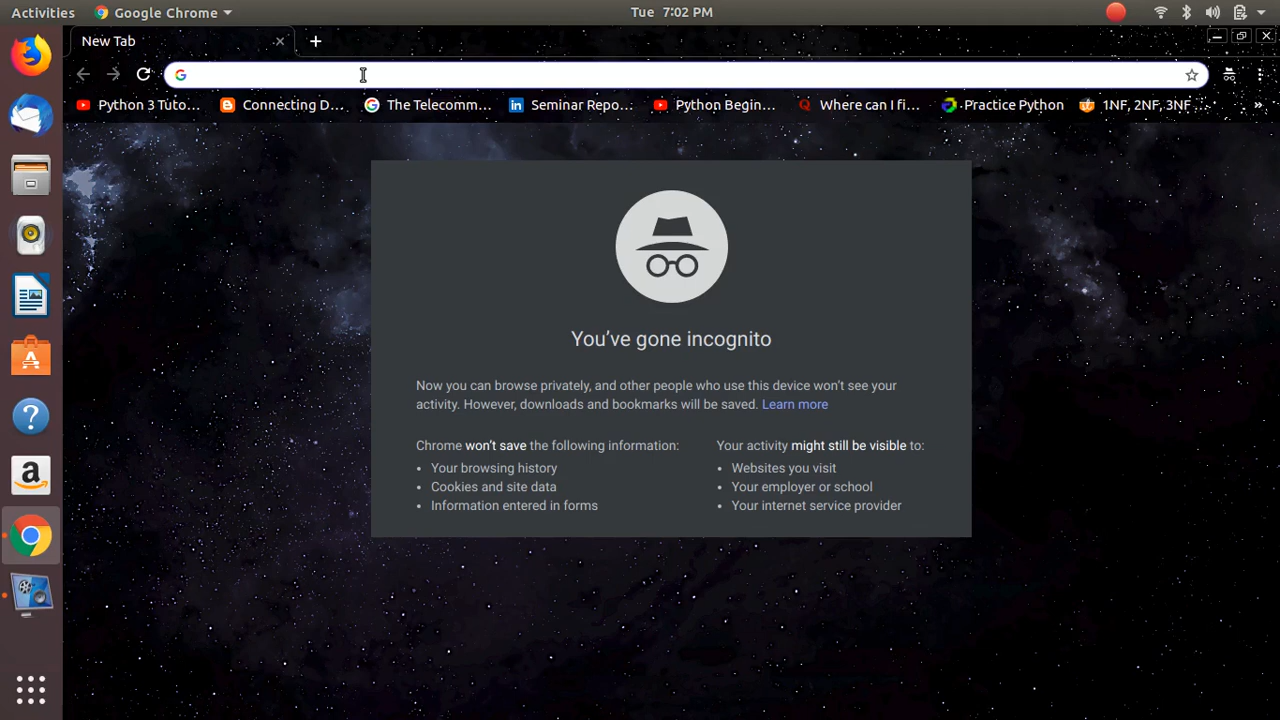 Activities Google Chrome Tue 7:02 PM
New Tab
Python 3 Tuto... Connecting D... The Telecomm... Seminar Repo... Python Begin... Where can I fi... Practice Python 1NF, 2NF, 3NF ... »
You've gone incognito
Now you can browse privately, and other people who use this device won't see your
activity. However, downloads and bookmarks will be saved. Learn more
Chrome won't save the following information:
• Your browsing history
• Cookies and site data
• Information entered in forms
Your activity might still be visible to:
• Websites you visit
• Your employer or school
• Your internet service provider